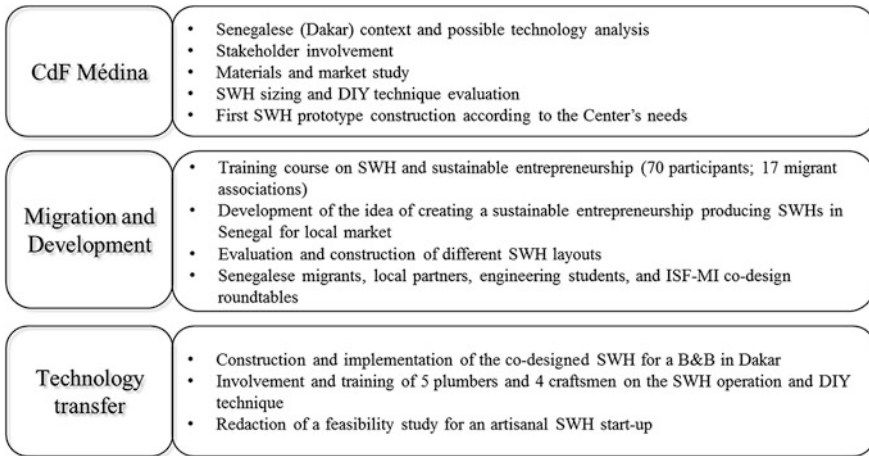 CdF Médina
• Senegalese (Dakar) context and possible technology analysis
• Stakeholder involvement
• Materials and market study
• SWH sizing and DIY technique evaluation
• First SWH prototype construction according to the Center's needs
Migration and
Development
• Training course on SWH and sustainable entrepreneurship (70 participants; 17 migrant
associations)
• Development of the idea of creating a sustainable entrepreneurship producing SWHs in
Senegal for local market
• Evaluation and construction of different SWH layouts
• Senegalese migrants, local partners, engineering students, and ISF-MI co-design
roundtables
Technology
transfer
• Construction and implementation of the co-designed SWH for a B&B in Dakar
• Involvement and training of 5 plumbers and 4 craftsmen on the SWH operation and DIY
technique
• Redaction of a feasibility study for an artisanal SWH start-up